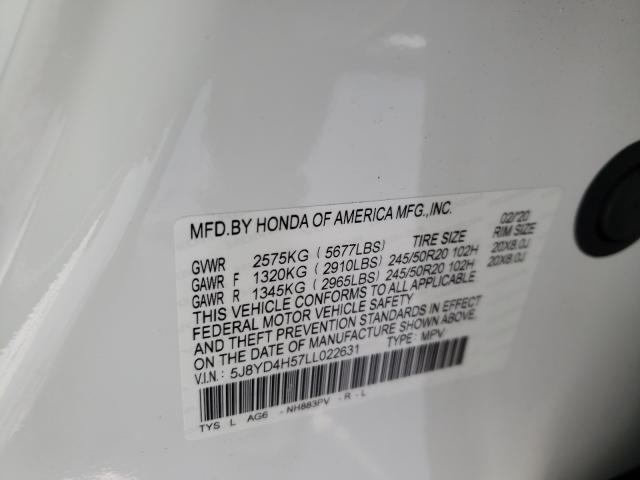 MFD.BY HONDA OF AMERICA MFG.,INC. 02/'20
TIRE SIZE RIM SIZE
GVWR 2575KG ( 5677LBS)
GAWR F 1320KG ( 2910LBS) 245/50R20 102H 20X8.0J
GAWR R 1345KG ( 2965LBS) 245/50R20 102H 20X8.0J
THIS VEHICLE CONFORMS TO ALL APPLICABLE
FEDERAL MOTOR VEHICLE SAFETY
AND THEFT PREVENTION STANDARDS IN EFFECT
ON THE DATE OF MANUFACTURE SHOWN ABOVE.
V.I.N.: 5J8YD4H57LL022631 TYPE: MPV
TYS L AG6 - NH883PV - R - L